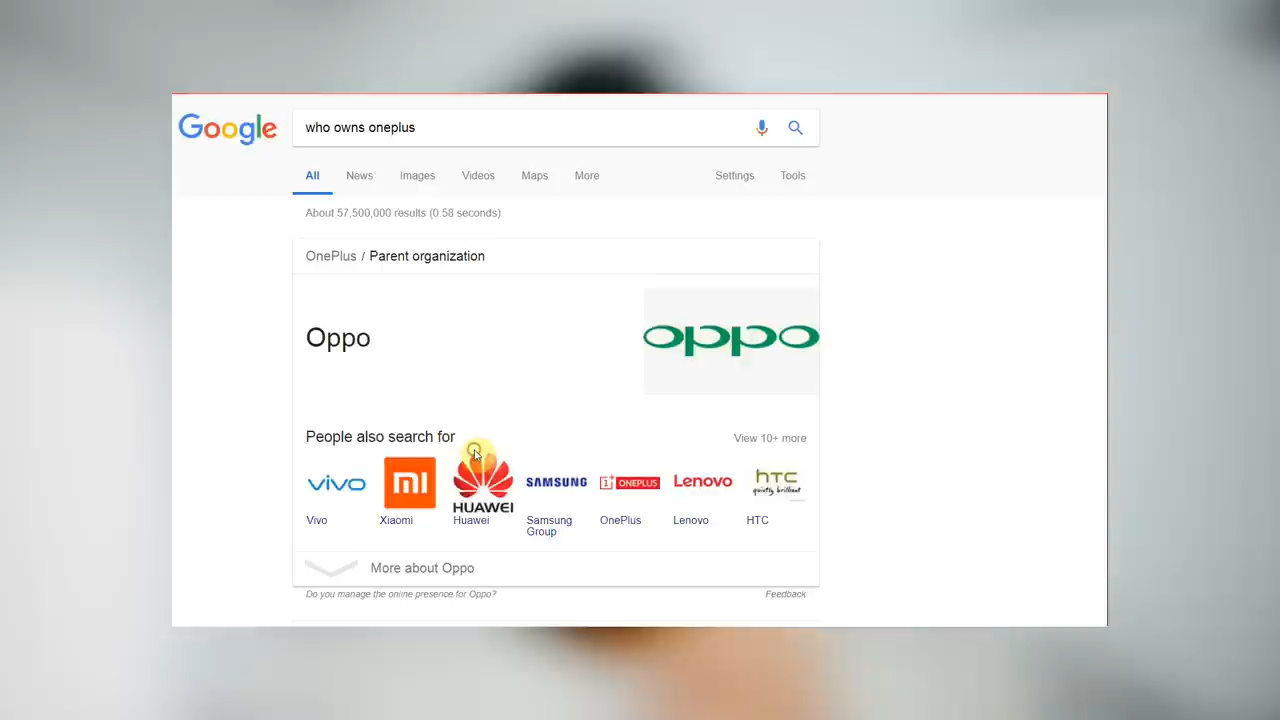 Google who owns oneplus
All News Images Videos Maps More Settings Tools
About 57,500,000 results (0.58 seconds)
OnePlus / Parent organization
Oppo oppo
People also search for View 10+ more
vivo mi HUAWEI SAMSUNG 1+ ONEPLUS Lenovo hTC quietly brilliant
Vivo Xiaomi Huawei Samsung Group OnePlus Lenovo HTC
More about Oppo
Do you manage the online presence for Oppo? Feedback